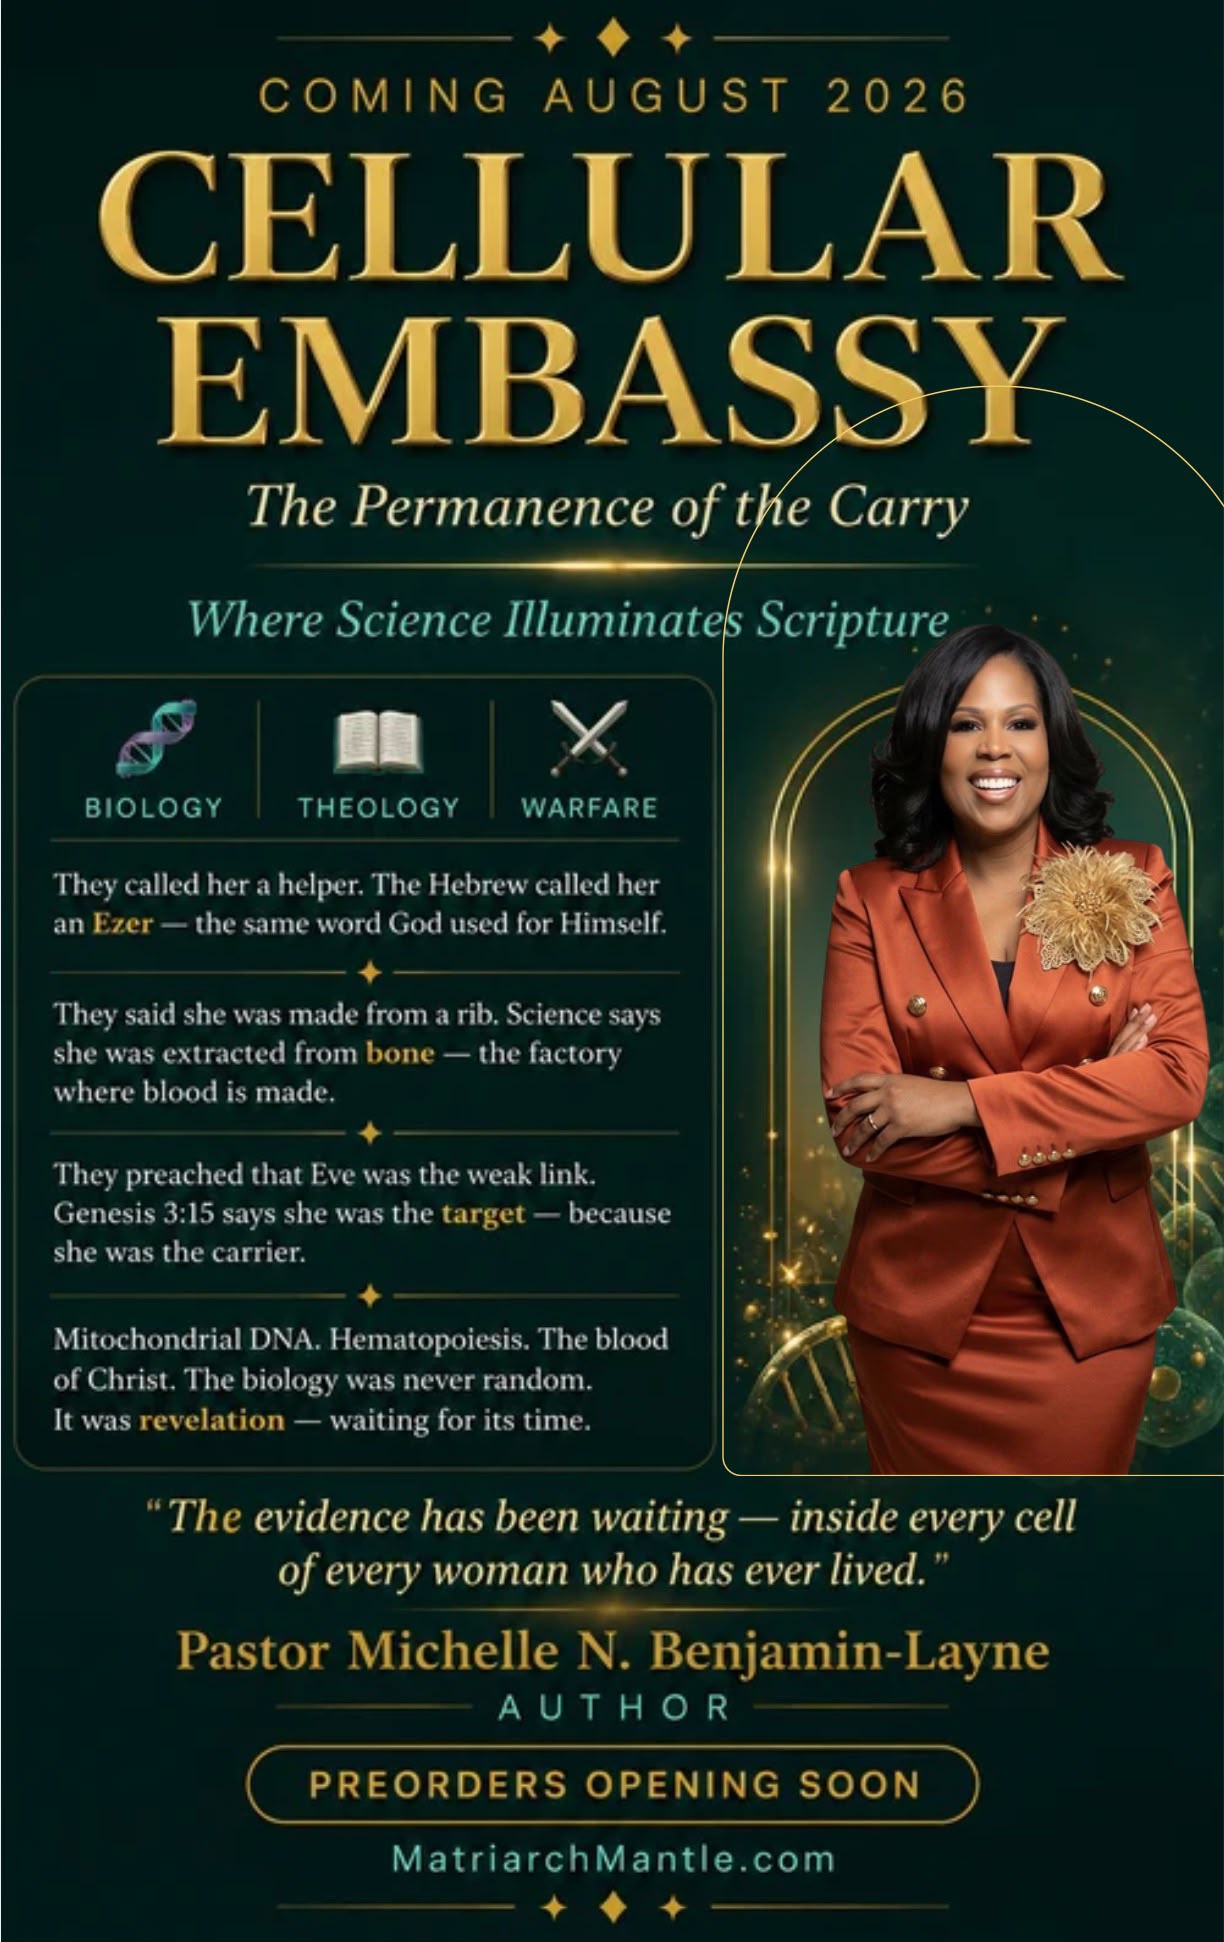 COMING AUGUST 2026
CELLULAR
EMBASSY
The Permanence of the Carry
Where Science Illuminates Scripture
BIOLOGY THEOLOGY WARFARE
They called her a helper. The Hebrew called her
an Ezer — the same word God used for Himself.
They said she was made from a rib. Science says
she was extracted from bone — the factory
where blood is made.
They preached that Eve was the weak link.
Genesis 3:15 says she was the target — because
she was the carrier.
Mitochondrial DNA. Hematopoiesis. The blood
of Christ. The biology was never random.
It was revelation — waiting for its time.
“The evidence has been waiting — inside every cell
of every woman who has ever lived.”
Pastor Michelle N. Benjamin-Layne
AUTHOR
PREORDERS OPENING SOON
MatriarchMantle.com